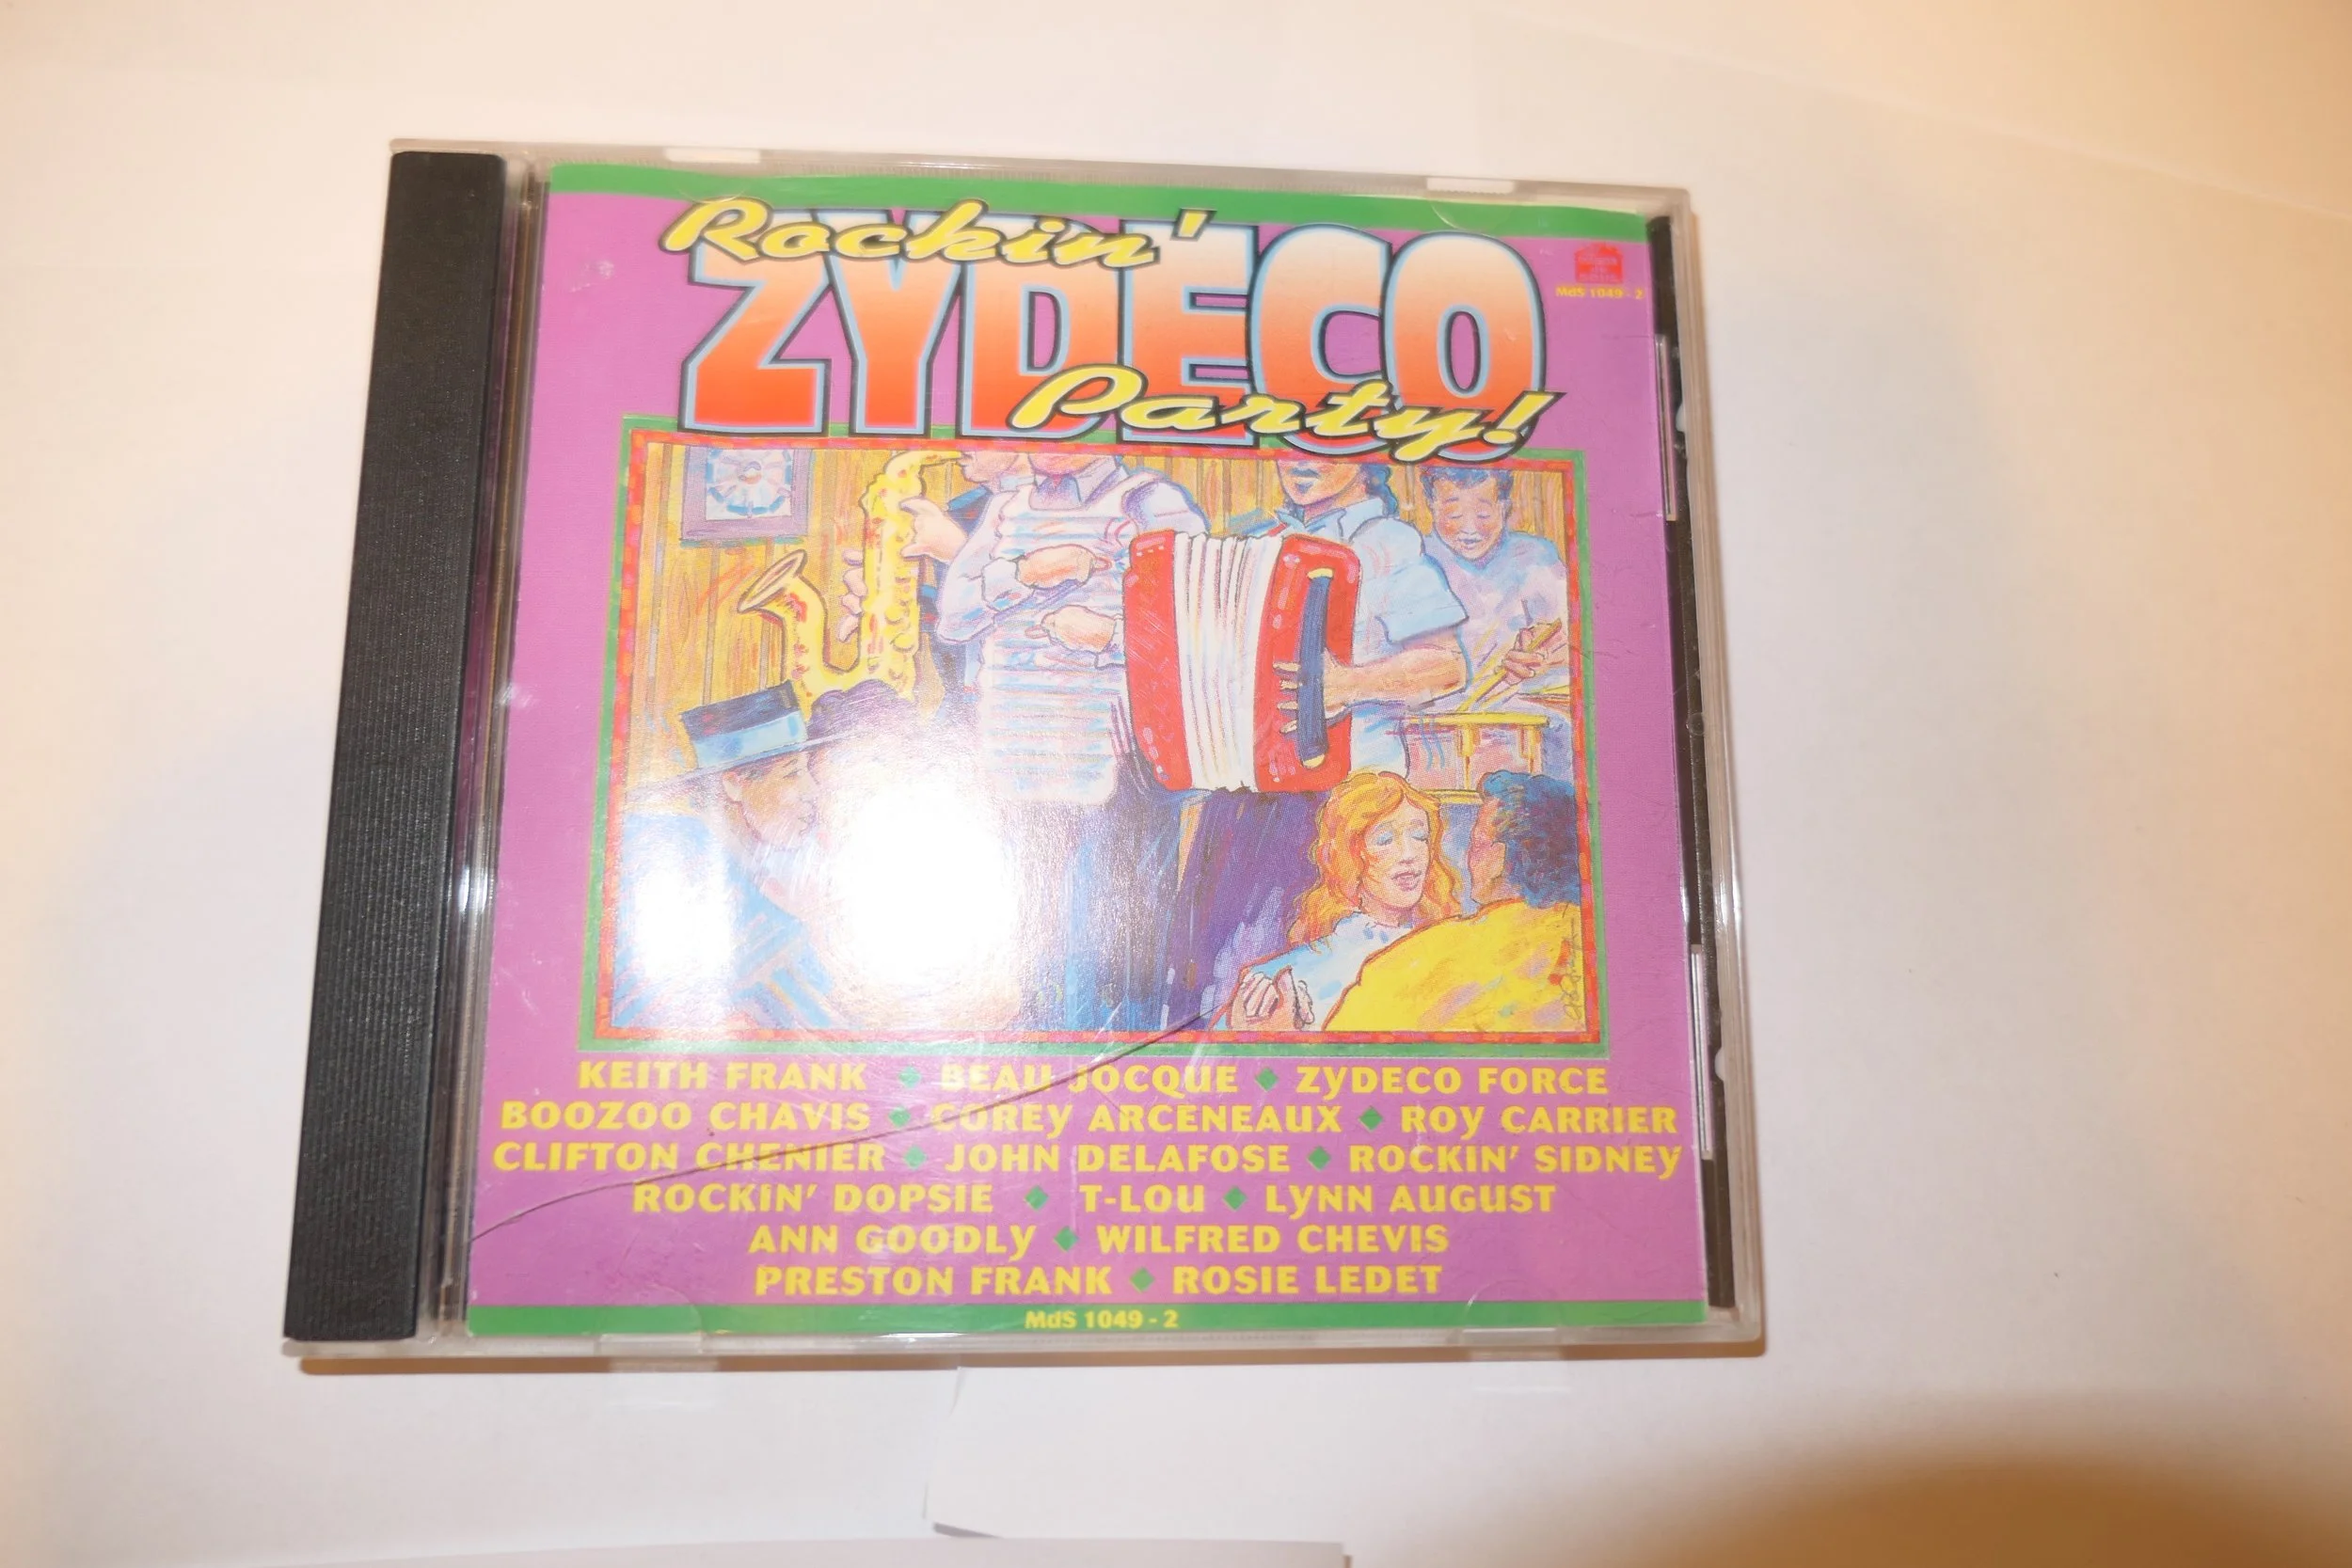 Rockin'
ZYDECO
Party!
MdS 1049 - 2
KEITH FRANK ◆ BEAU JOCQUE ◆ ZYDECO FORCE
BOOZOO CHAVIS ◆ COREY ARCENEAUX ◆ ROY CARRIER
CLIFTON CHENIER ◆ JOHN DELAFOSE ◆ ROCKIN' SIDNEY
ROCKIN' DOPSIE ◆ T-LOU ◆ LYNN AUGUST
ANN GOODLY ◆ WILFRED CHEVIS
PRESTON FRANK ◆ ROSIE LEDET
MdS 1049 - 2